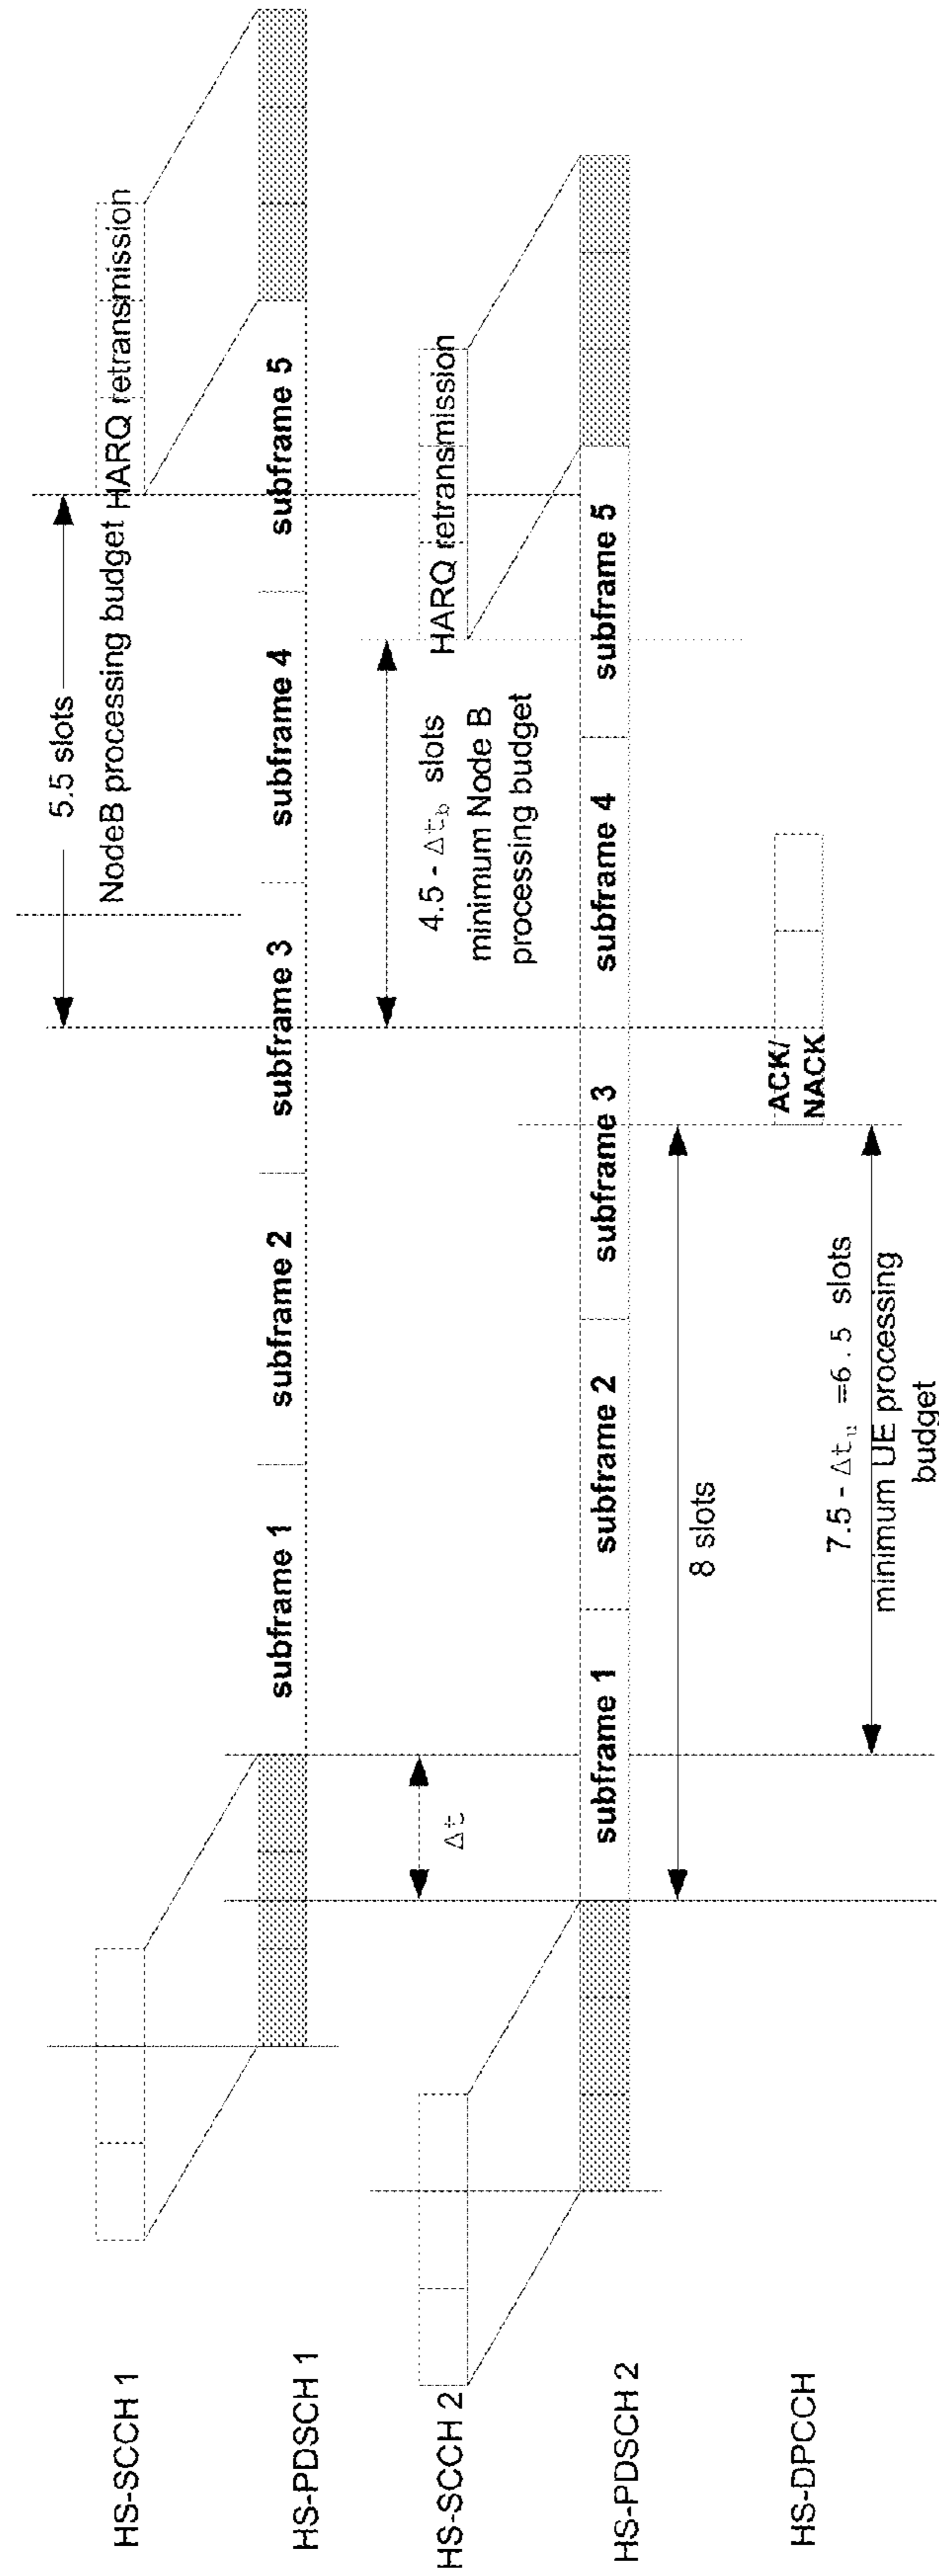 5.5 slots
NodeB processing budget
HARQ retransmission
HS-SCCH 1
HS-PDSCH 1
subframe 1
subframe 2
subframe 3
subframe 4
subframe 5
Δt
4.5 - Δt_b slots
minimum Node B
processing budget
HARQ retransmission
HS-SCCH 2
HS-PDSCH 2
subframe 1
subframe 2
subframe 3
subframe 4
subframe 5
8 slots
HS-DPCCH
ACK/
NACK
7.5 - Δt_u =6.5 slots
minimum UE processing
budget